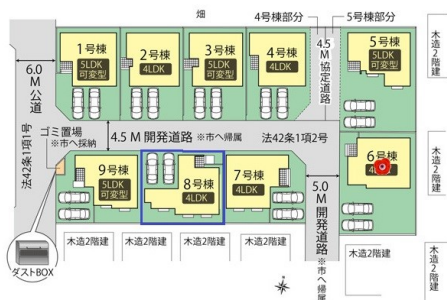 畑
4号棟部分
5号棟部分
1号棟
5LDK
可変型
2号棟
4LDK
3号棟
5LDK
可変型
4号棟
4LDK
4.5M協定道路
5号棟
5LDK
可変型
木造2階建
6.0M公道
ゴミ置場
※市へ採納
4.5M開発道路 ※市へ帰属
法42条1項2号
法42条1項1号
6号棟
木造2階建
9号棟
5LDK
可変型
8号棟
4LDK
7号棟
4LDK
5.0M開発道路
※市へ帰属
木造2階建
木造2階建
木造2階建
木造2階建
木造2階建
木造2階建
ダストBOX